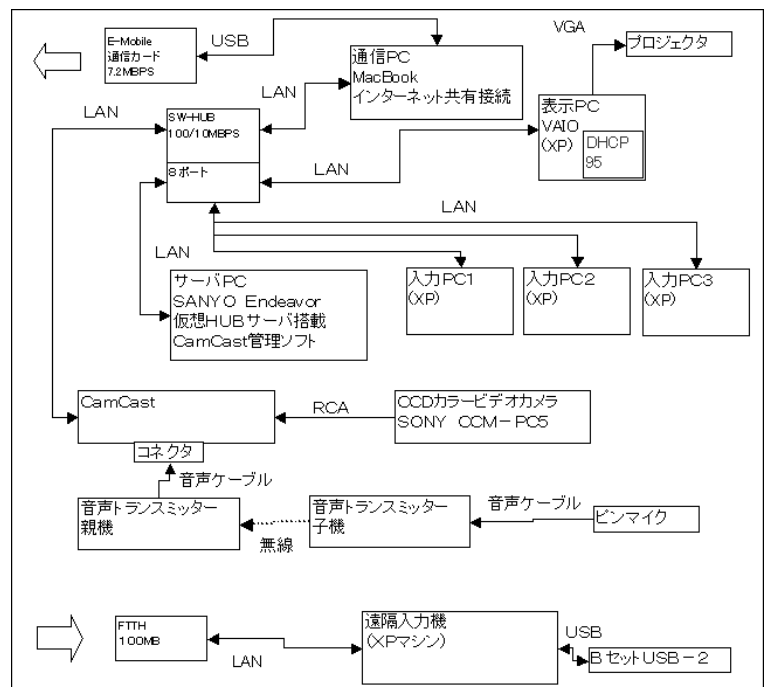 VGA
E-Mobile
通信カード
7.2MBPS
USB
通信PC
MacBook
インターネット共有接続
プロジェクタ
LAN
LAN
SW-HUB
100/10MBPS
8ポート
表示PC
VAIO
(XP)
DHCP
95
LAN
LAN
LAN
サーバPC
SANYO Endeavor
仮想HUBサーバ搭載
CamCast管理ソフト
入力PC1
(XP)
入力PC2
(XP)
入力PC3
(XP)
CamCast
コネクタ
RCA
CCDカラービデオカメラ
SONY CCM-PC5
音声ケーブル
音声トランスミッター
親機
無線
音声トランスミッター
子機
音声ケーブル
ピンマイク
FTTH
100MB
LAN
遠隔入力機
(XPマシン)
USB
BセットUSB-2